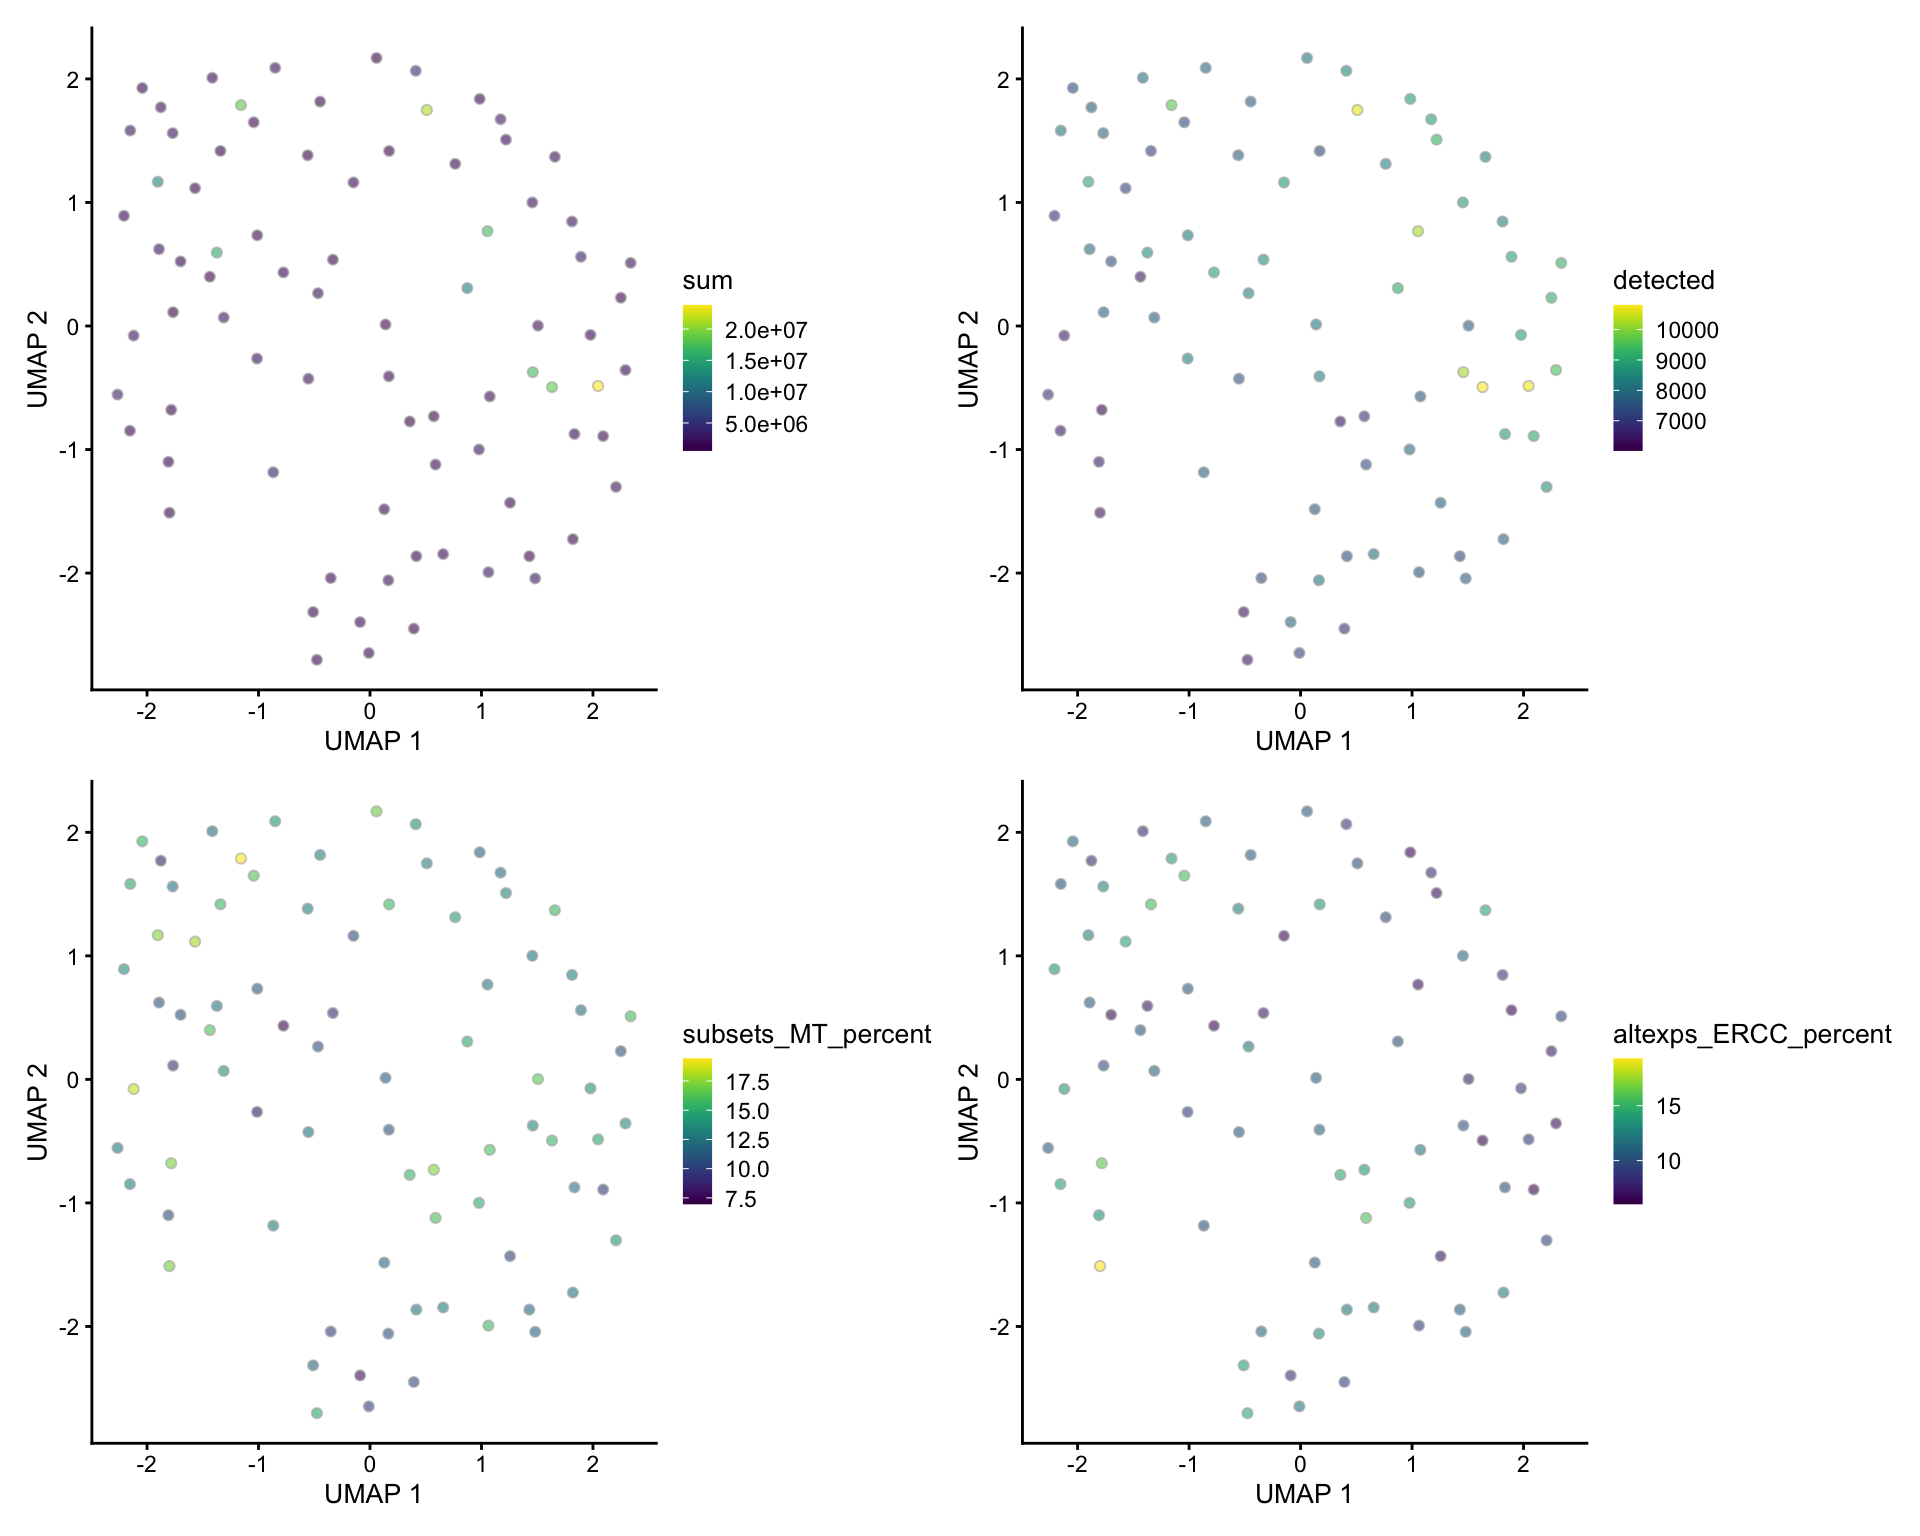 2
1
0
-1
-2
UMAP 2
-2 -1 0 1 2
UMAP 1
sum
2.0e+07
1.5e+07
1.0e+07
5.0e+06
2
1
0
-1
-2
UMAP 2
-2 -1 0 1 2
UMAP 1
detected
10000
9000
8000
7000
2
1
0
-1
-2
UMAP 2
-2 -1 0 1 2
UMAP 1
subsets_MT_percent
17.5
15.0
12.5
10.0
7.5
2
1
0
-1
-2
UMAP 2
-2 -1 0 1 2
UMAP 1
altexps_ERCC_percent
15
10